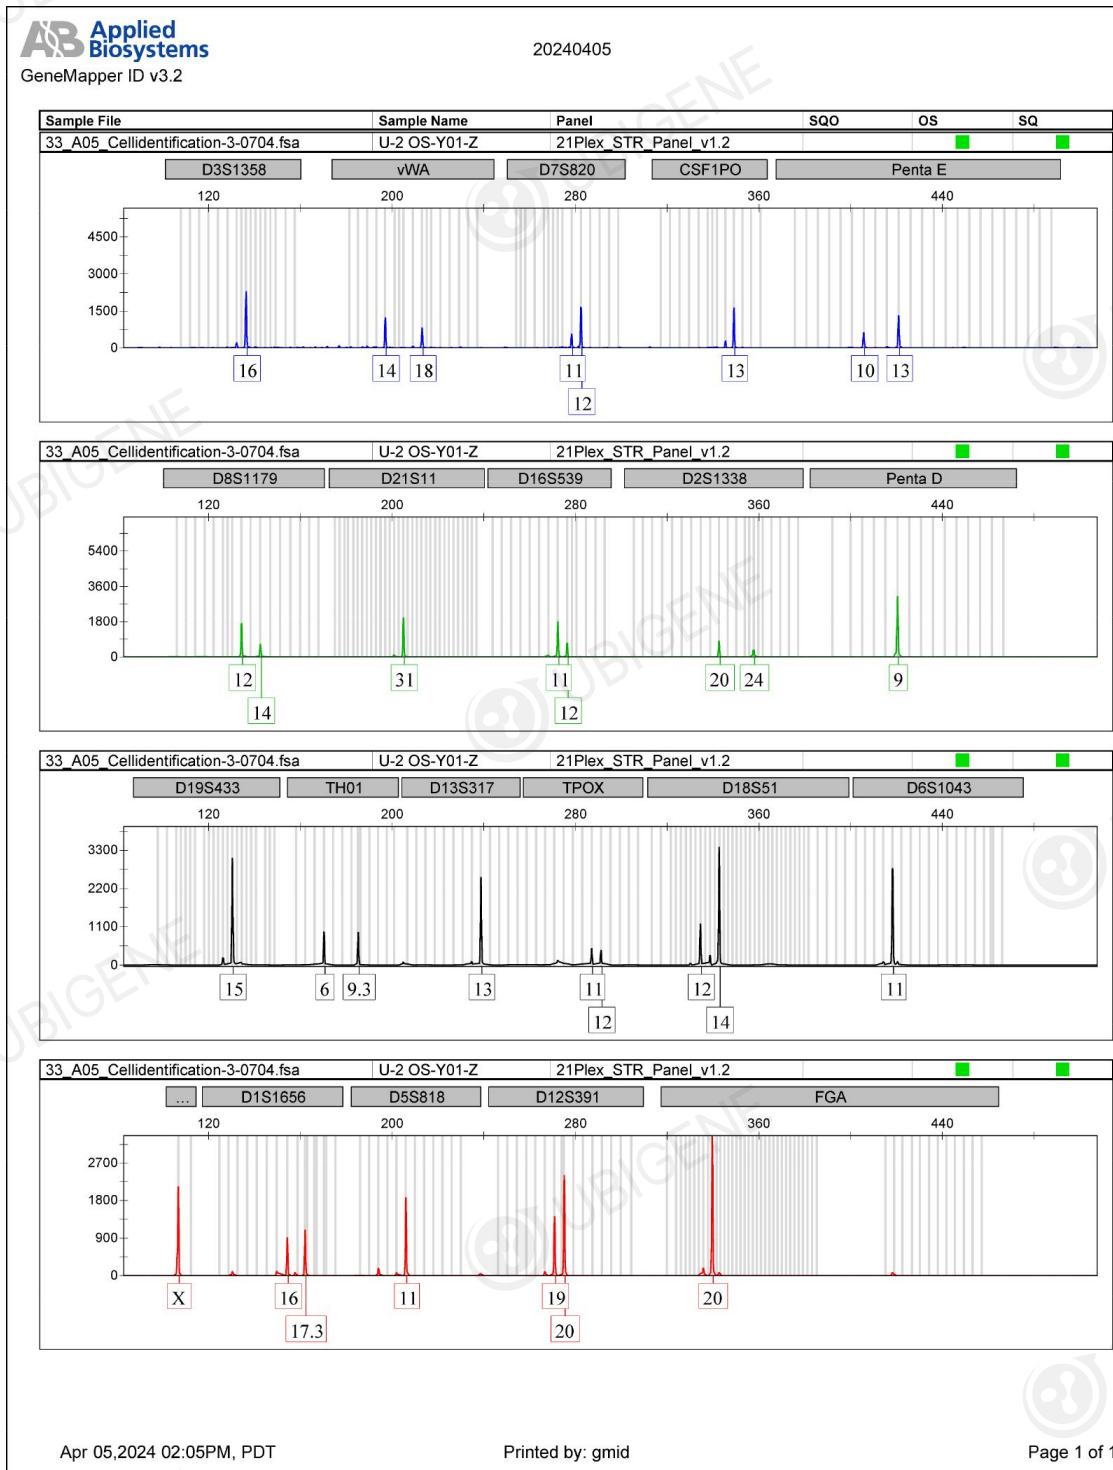 AB Applied Biosystems
20240405
GeneMapper ID v3.2
Sample File Sample Name Panel SQO OS SQ
33_A05_Cellidentification-3-0704.fsa U-2 OS-Y01-Z 21Plex_STR_Panel_v1.2
D3S1358 vWA D7S820 CSF1PO Penta E
120 200 280 360 440
4500
3000
1500
0
16 14 18 11 13 10 13
12
33_A05_Cellidentification-3-0704.fsa U-2 OS-Y01-Z 21Plex_STR_Panel_v1.2
D8S1179 D21S11 D16S539 D2S1338 Penta D
120 200 280 360 440
5400
3600
1800
0
12 31 11 20 24 9
14 12
33_A05_Cellidentification-3-0704.fsa U-2 OS-Y01-Z 21Plex_STR_Panel_v1.2
D19S433 TH01 D13S317 TPOX D18S51 D6S1043
120 200 280 360 440
3300
2200
1100
0
15 6 9.3 13 11 12 11
12 14
33_A05_Cellidentification-3-0704.fsa U-2 OS-Y01-Z 21Plex_STR_Panel_v1.2
... D1S1656 D5S818 D12S391 FGA
120 200 280 360 440
2700
1800
900
0
X 16 11 19 20
17.3 20
Apr 05,2024 02:05PM, PDT Printed by: gmid Page 1 of 1
UBIGENE
UBIGENE
UBIGENE
UBIGENE
UBIGENE